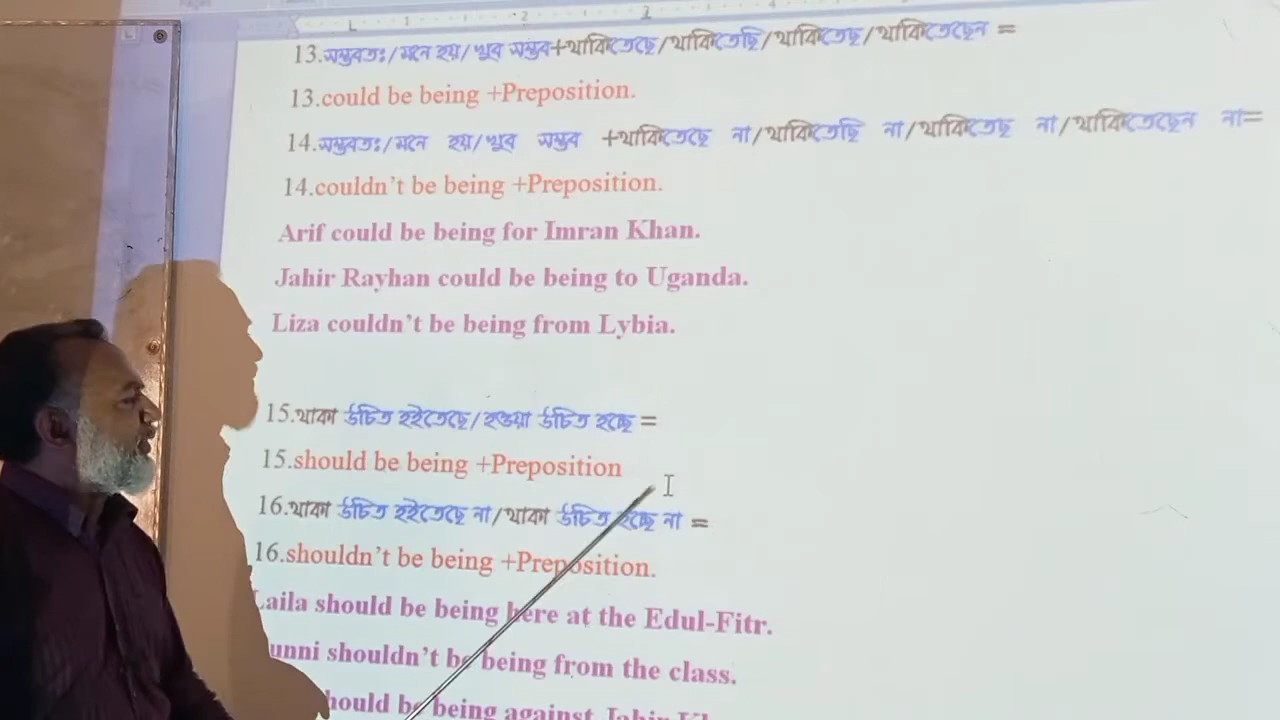 13.সম্ভবতঃ/মনে হয়/খুব সম্ভব+থাকিতেছে/থাকিতেছি/থাকিতেছ/থাকিতেছেন =
13.could be being +Preposition.
14.সম্ভবতঃ/মনে হয়/খুব সম্ভব +থাকিতেছে না/থাকিতেছি না/থাকিতেছ না/থাকিতেছেন না=
14.couldn’t be being +Preposition.
Arif could be being for Imran Khan.
Jahir Rayhan could be being to Uganda.
Liza couldn’t be being from Lybia.
15.থাকা উচিত হইতেছে/হওয়া উচিত হচ্ছে =
15.should be being +Preposition
16.থাকা উচিত হইতেছে না/থাকা উচিত হচ্ছে না =
16.shouldn’t be being +Preposition.
Laila should be being here at the Edul-Fitr.
unni shouldn’t be being from the class.
hould be being against Jahir